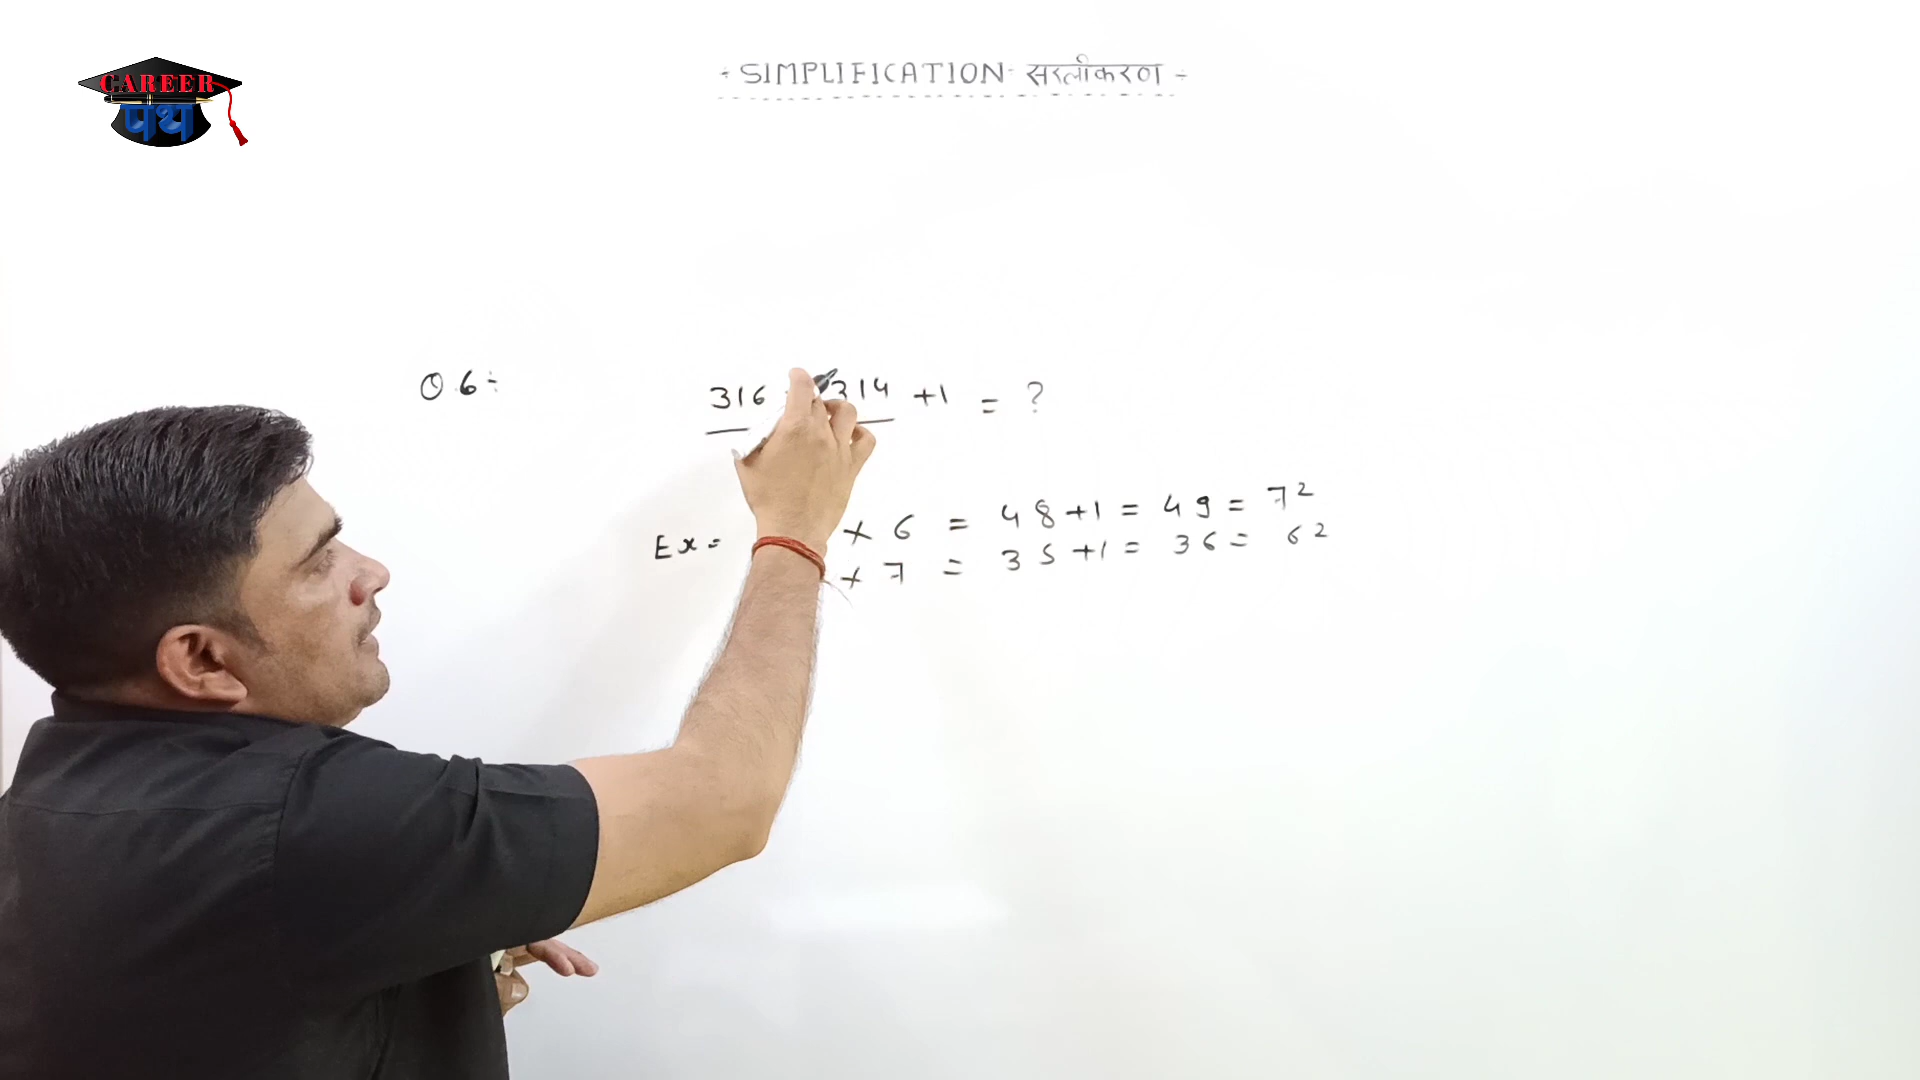 CAREER
पथ
÷ SIMPLIFICATION - सरलीकरण ÷
Q.6 ÷ 316 314 + 1 = ?
Ex = × 6 = 48 + 1 = 49 = 7²
× 7 = 35 + 1 = 36 = 6²